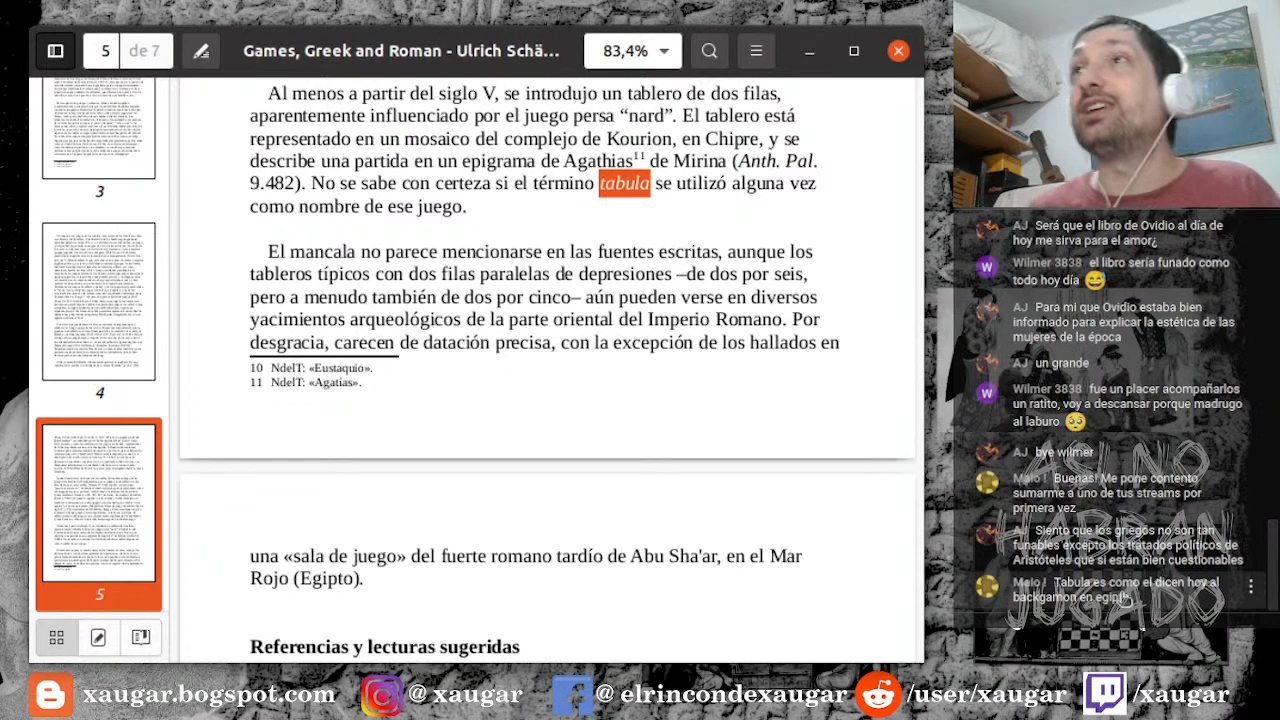 5
de 7
Games, Greek and Roman - Ulrich Schä...
83,4%
3
4
5
Al menos a partir del siglo V, se introdujo un tablero de dos filas,
aparentemente influenciado por el juego persa “nard”. El tablero está
representado en un mosaico del complejo de Kourion, en Chipre, y se
describe una partida en un epigrama de Agathias11 de Mirina (Anth. Pal.
9.482). No se sabe con certeza si el término tabula se utilizó alguna vez
como nombre de ese juego.
El mancala no parece mencionarse en las fuentes escritas, aunque los
tableros típicos con dos filas paralelas de depresiones –de dos por seis,
pero a menudo también de dos por cinco– aún pueden verse en diversos
yacimientos arqueológicos de la parte oriental del Imperio Romano. Por
desgracia, carecen de datación precisa, con la excepción de los hallados en
10 NdelT: «Eustaquio».
11 NdelT: «Agatías».
una «sala de juego» del fuerte romano tardío de Abu Sha'ar, en el Mar
Rojo (Egipto).
Referencias y lecturas sugeridas
AJ Será que el libro de Ovidio al día de
hoy me sirva para el amor¿
Wilmer 3838 el libro sería funado como
todo hoy día
AJ Para mi que Ovidio estaba bien
informado para explicar la estética de las
mujeres de la época
AJ un grande
Wilmer 3838 fue un placer acompañarlos
un ratito, voy a descansar porque madrugo
al laburo
AJ bye wilmer
Maio ! Buenas! Me pone contento
sumarme a uno de tus streams por
primera vez
AJ Siento que los griegos no son tan
funables excepto los tratados políticos de
Aristóteles que si están bien cuestionables
Maio ! Tabula es como el dicen hoy al
backgamon en egipto
ASÍ NO
HABRÁ
JUGADO
xaugar.bogspot.com
@ xaugar
@ elrincondexaugar
/user/xaugar
/xaugar